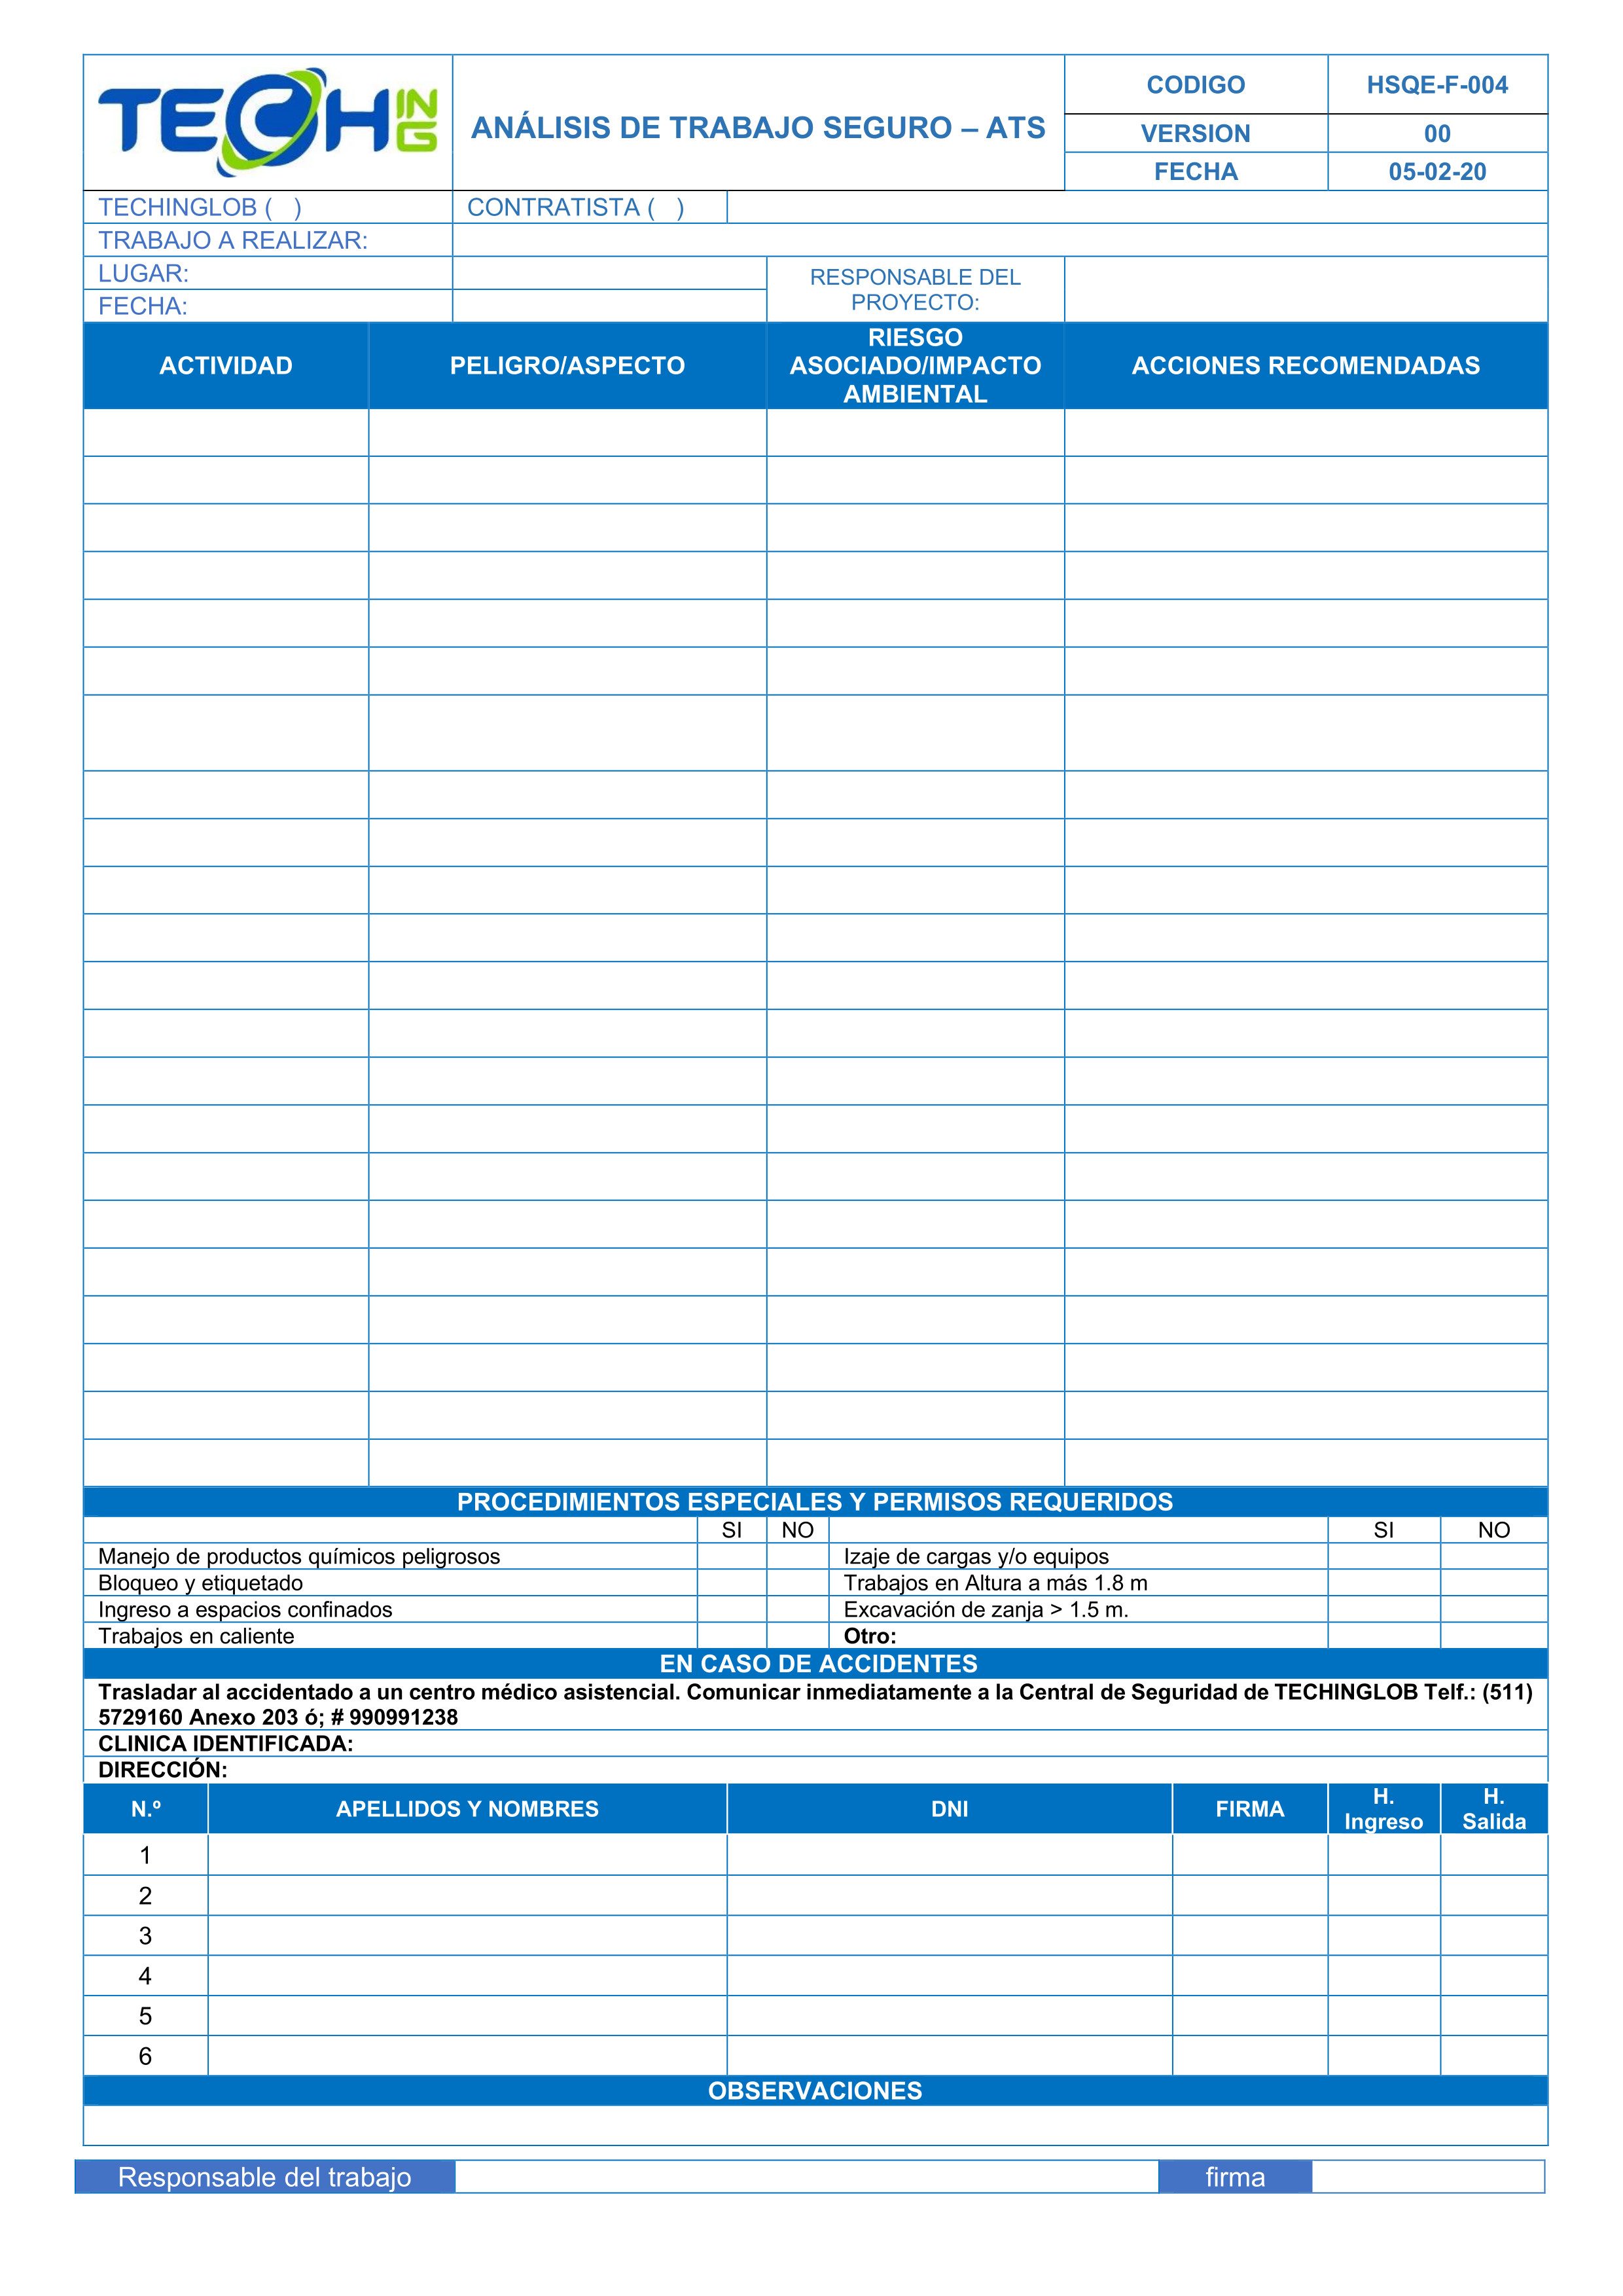 TECHING
ANÁLISIS DE TRABAJO SEGURO – ATS
CODIGO HSQE-F-004
VERSION 00
FECHA 05-02-20
TECHINGLOB ( ) CONTRATISTA ( )
TRABAJO A REALIZAR:
LUGAR:
FECHA:
RESPONSABLE DEL
PROYECTO:
ACTIVIDAD
PELIGRO/ASPECTO
RIESGO
ASOCIADO/IMPACTO
AMBIENTAL
ACCIONES RECOMENDADAS
PROCEDIMIENTOS ESPECIALES Y PERMISOS REQUERIDOS
SI NO SI NO
Manejo de productos químicos peligrosos Izaje de cargas y/o equipos
Bloqueo y etiquetado Trabajos en Altura a más 1.8 m
Ingreso a espacios confinados Excavación de zanja > 1.5 m.
Trabajos en caliente Otro:
EN CASO DE ACCIDENTES
Trasladar al accidentado a un centro médico asistencial. Comunicar inmediatamente a la Central de Seguridad de TECHINGLOB Telf.: (511)
5729160 Anexo 203 ó; # 990991238
CLINICA IDENTIFICADA:
DIRECCIÓN:
N.º APELLIDOS Y NOMBRES DNI FIRMA H. Ingreso H. Salida
1
2
3
4
5
6
OBSERVACIONES
Responsable del trabajo firma